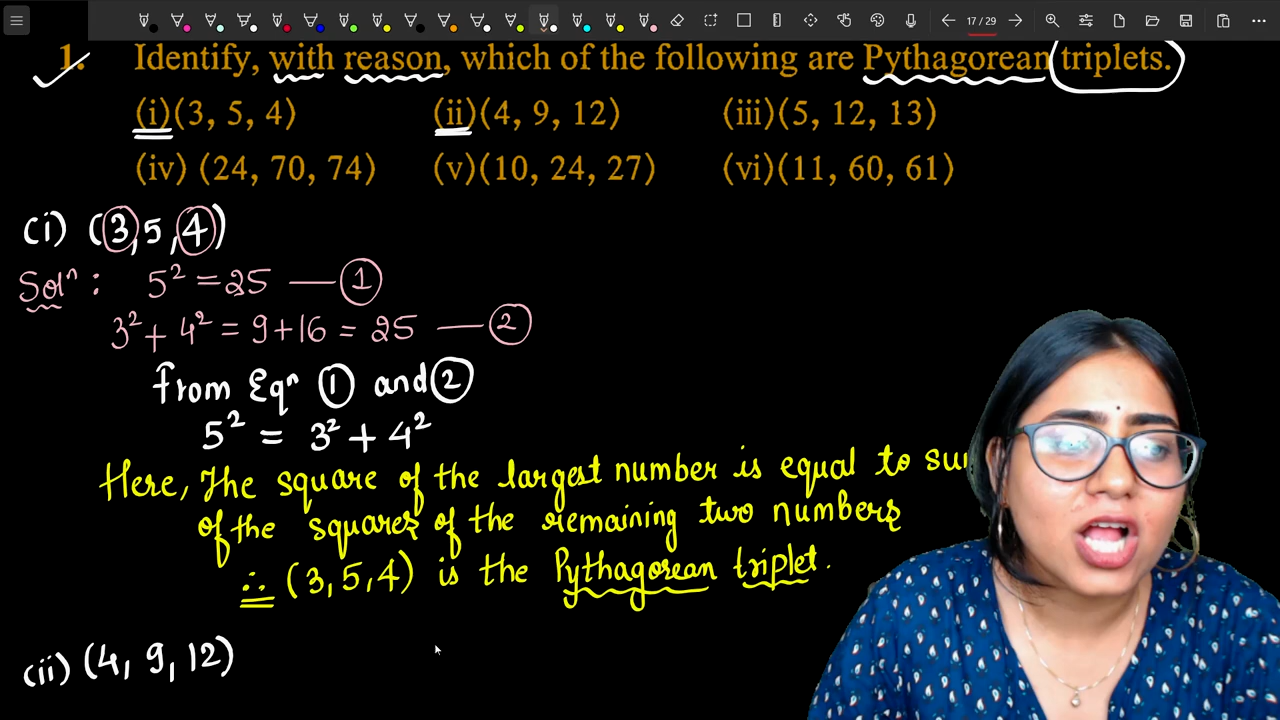 17 / 29
1. Identify, with reason, which of the following are Pythagorean triplets.
(i)(3, 5, 4) (ii)(4, 9, 12) (iii)(5, 12, 13)
(iv) (24, 70, 74) (v)(10, 24, 27) (vi)(11, 60, 61)
(i) (3, 5, 4)
Solⁿ : 5² = 25 — ①
3² + 4² = 9 + 16 = 25 — ②
From Eqⁿ ① and ②
5² = 3² + 4²
Here, The square of the largest number is equal to
of the squares of the remaining two numbers
∴ (3, 5, 4) is the Pythagorean triplet.
(ii) (4, 9, 12)